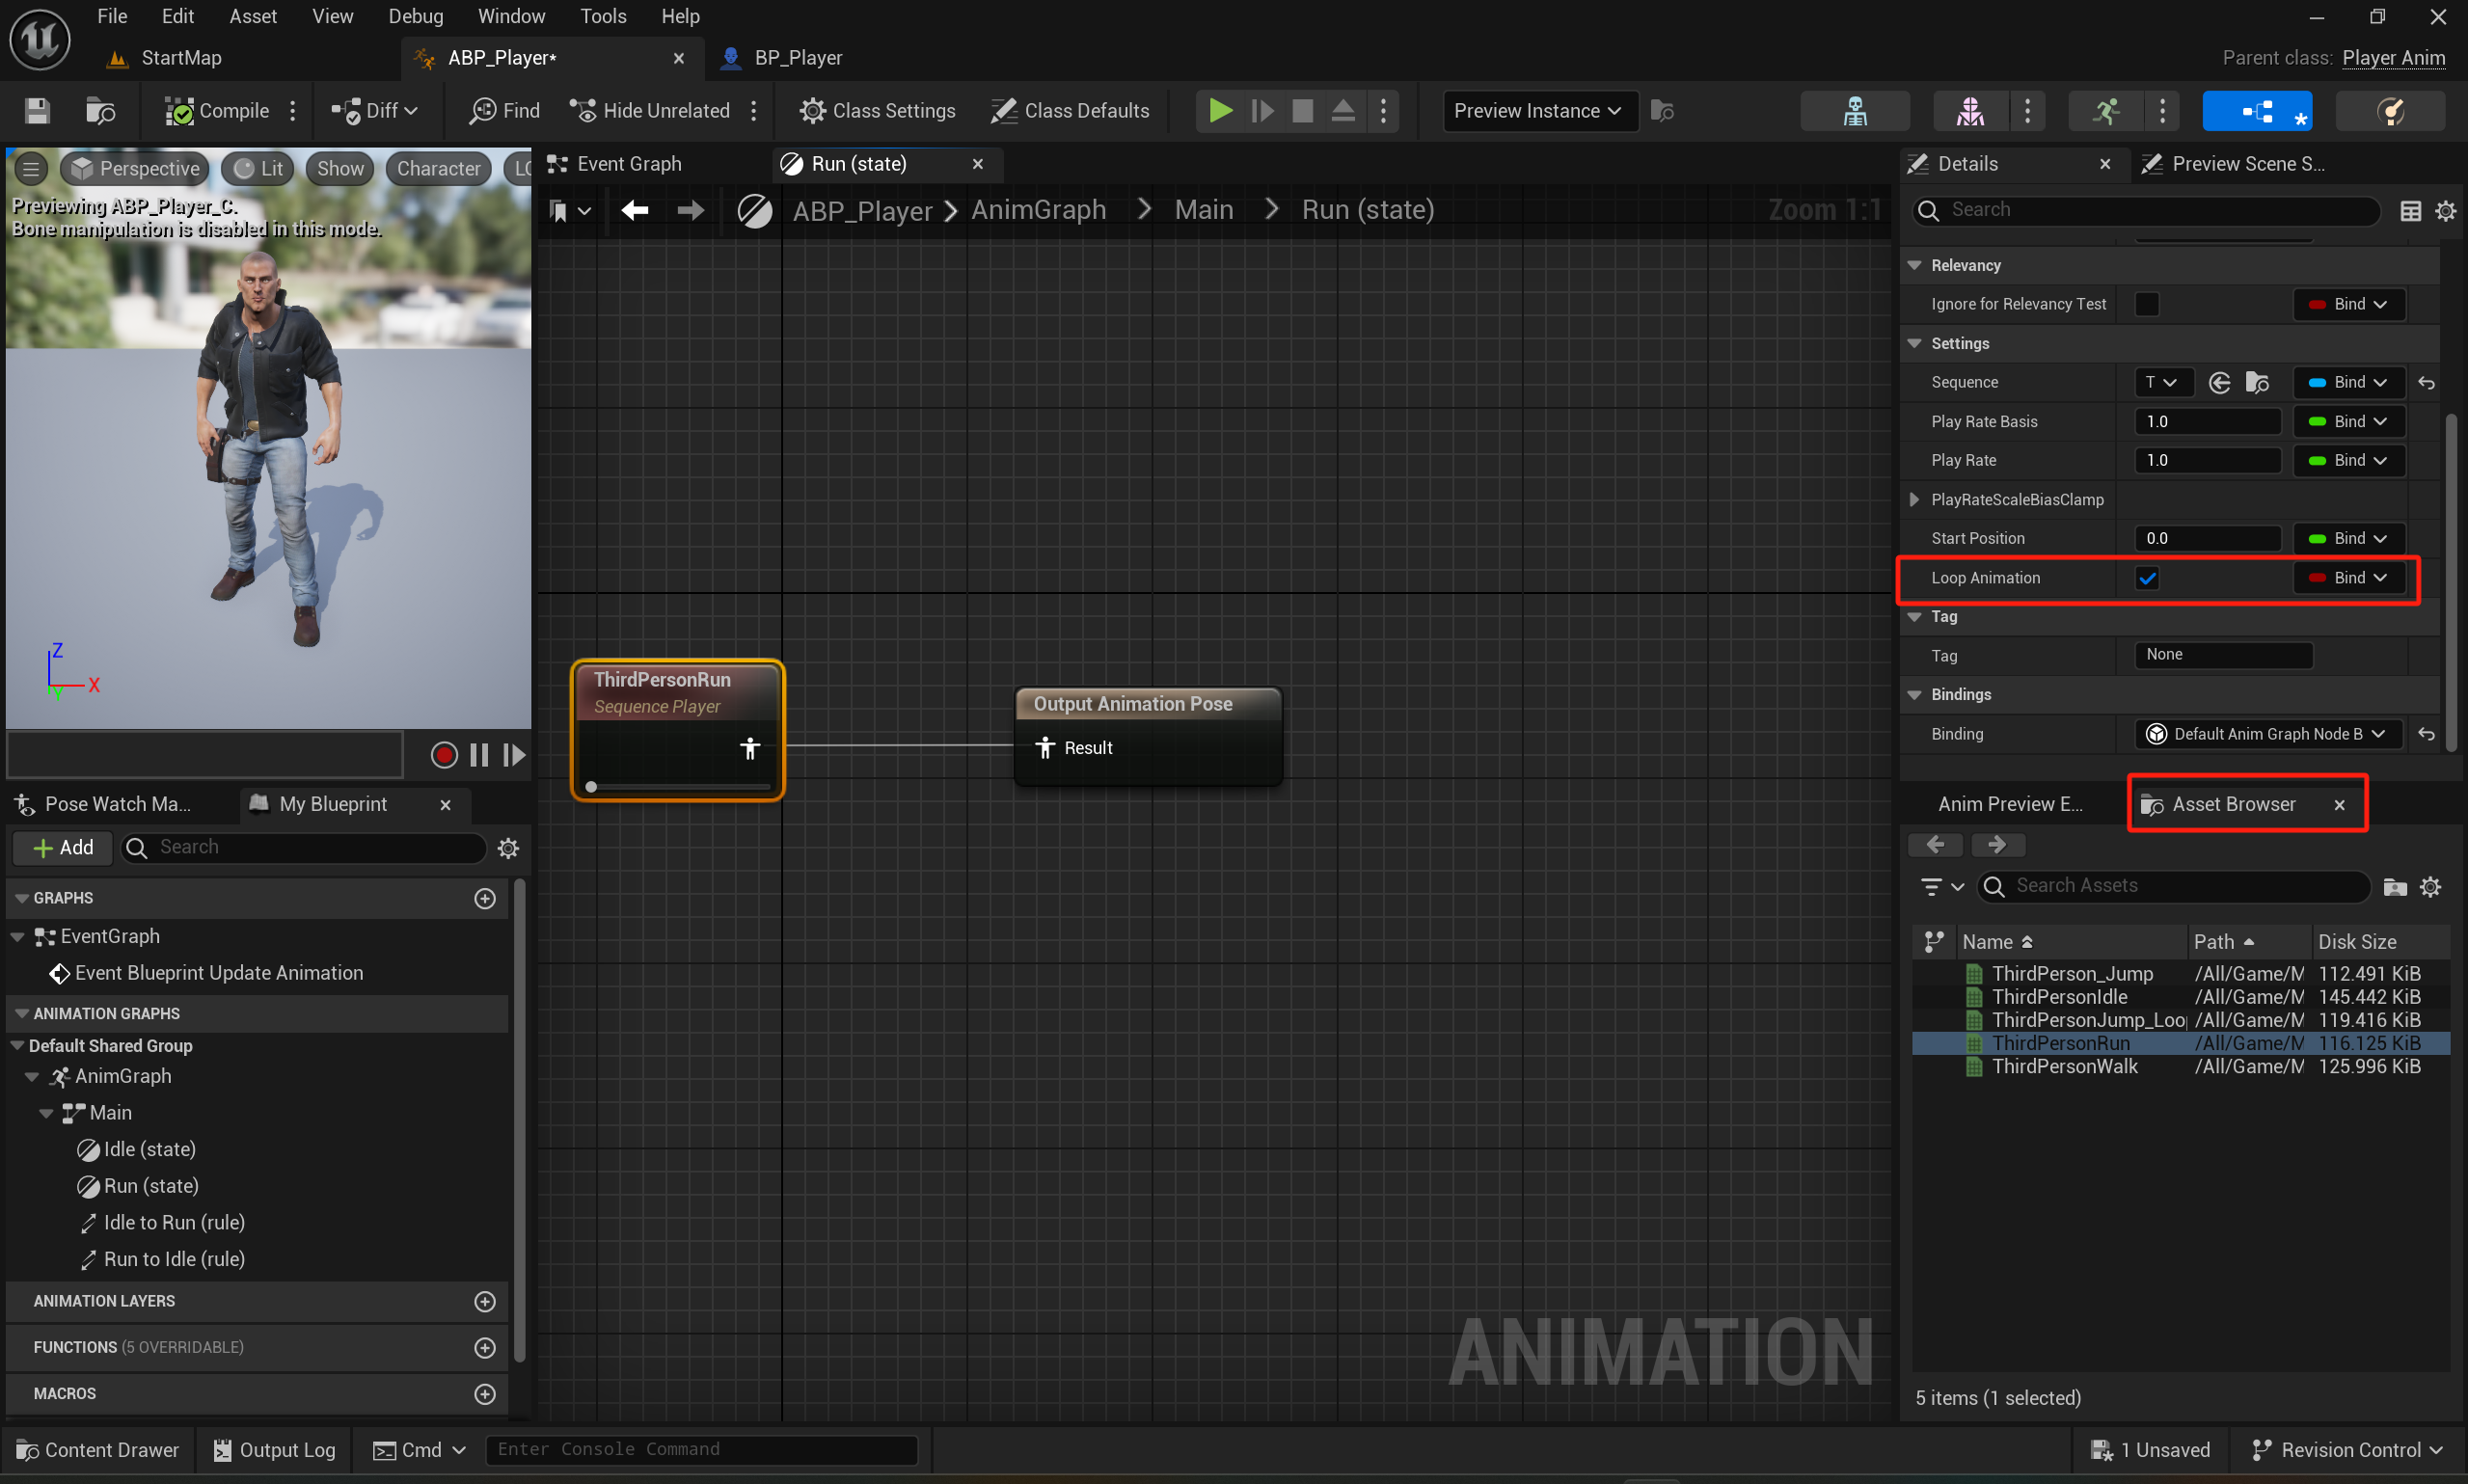 File Edit Asset View Debug Window Tools Help
StartMap ABP_Player* BP_Player Parent class: Player Anim
Compile Diff Find Hide Unrelated Class Settings Class Defaults Preview Instance
Perspective Lit Show Character
Previewing ABP_Player_C.
Bone manipulation is disabled in this mode.
Z
X
Y
Pose Watch Ma... My Blueprint
Add Search
GRAPHS
EventGraph
Event Blueprint Update Animation
ANIMATION GRAPHS
Default Shared Group
AnimGraph
Main
Idle (state)
Run (state)
Idle to Run (rule)
Run to Idle (rule)
ANIMATION LAYERS
FUNCTIONS (5 OVERRIDABLE)
MACROS
Event Graph Run (state)
ABP_Player > AnimGraph > Main > Run (state) Zoom 1:1
ThirdPersonRun
Sequence Player
Output Animation Pose
Result
ANIMATION
Details Preview Scene S...
Search
Relevancy
Ignore for Relevancy Test Bind
Settings
Sequence T Bind
Play Rate Basis 1.0 Bind
Play Rate 1.0 Bind
PlayRateScaleBiasClamp
Start Position 0.0 Bind
Loop Animation Bind
Tag
Tag None
Bindings
Binding Default Anim Graph Node B
Anim Preview E... Asset Browser
Search Assets
Name Path Disk Size
ThirdPerson_Jump /All/Game/M 112.491 KiB
ThirdPersonIdle /All/Game/M 145.442 KiB
ThirdPersonJump_Loo /All/Game/M 119.416 KiB
ThirdPersonRun /All/Game/M 116.125 KiB
ThirdPersonWalk /All/Game/M 125.996 KiB
5 items (1 selected)
Content Drawer Output Log Cmd Enter Console Command 1 Unsaved Revision Control